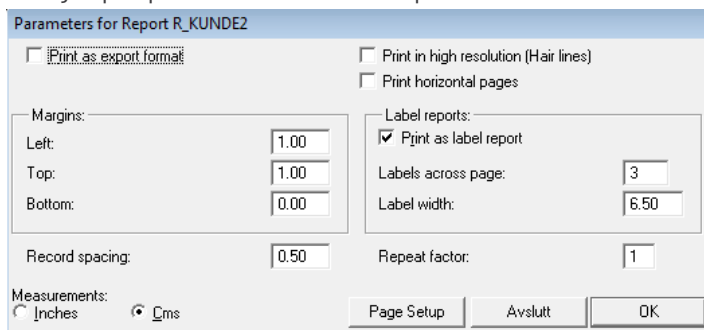 Parameters for Report R_KUNDE2
Print as export format
Print in high resolution (Hair lines)
Print horizontal pages
Margins:
Left: 1.00
Top: 1.00
Bottom: 0.00
Label reports:
Print as label report
Labels across page: 3
Label width: 6.50
Record spacing: 0.50
Repeat factor: 1
Measurements:
Inches Cms
Page Setup Avslutt OK